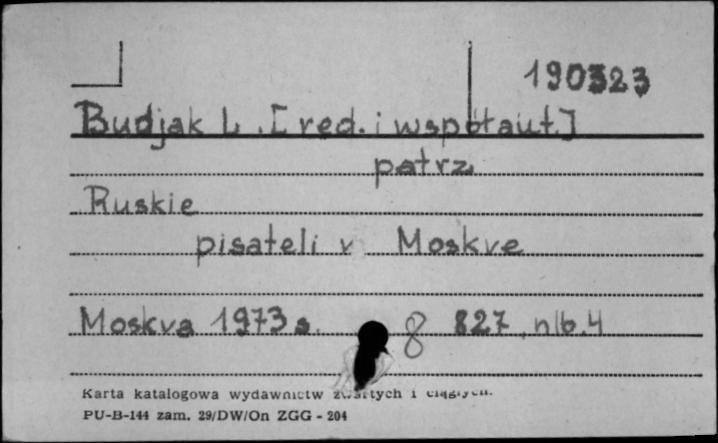 190323
Budjak L. [red. i współaut.]
patrz
Ruskie
pisateli v Moskve
Moskva 1973 s. 8 827, nlb. 4
Karta katalogowa wydawnictw zwartych i ciągłych.
PU-B-144 zam. 29/DW/On ZGG - 204